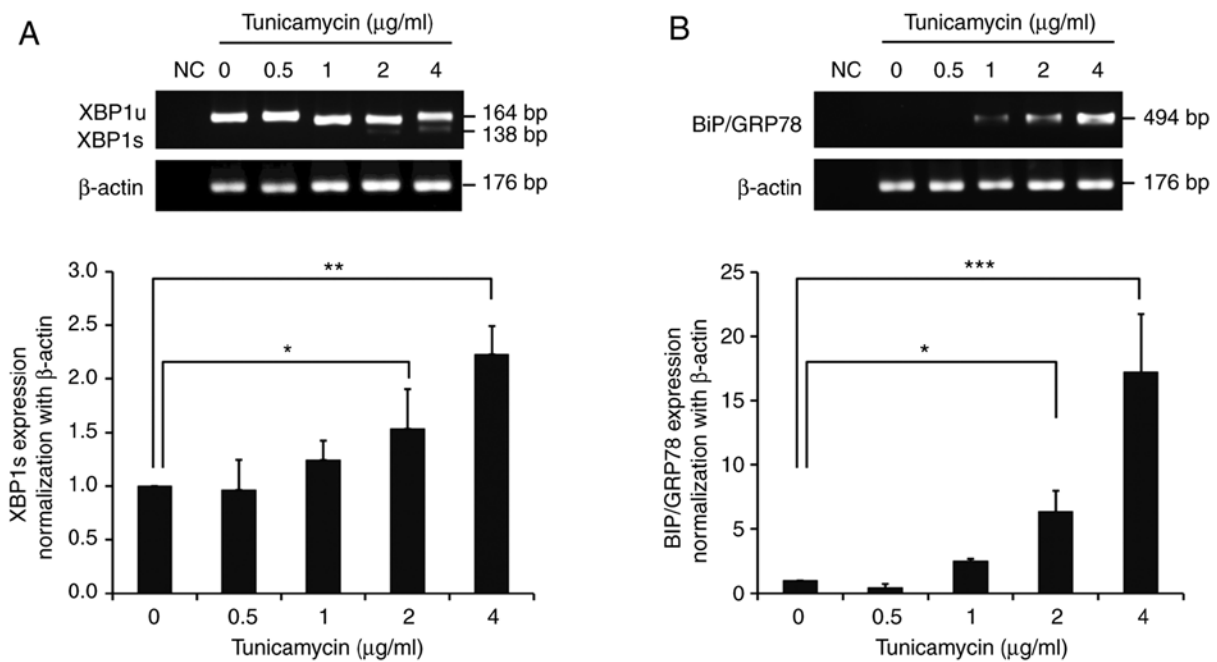 A
Tunicamycin (μg/ml)
NC 0 0.5 1 2 4
XBP1u
XBP1s
164 bp
138 bp
β-actin
176 bp
XBP1s expression
normalization with β-actin
3.0
2.5
2.0
1.5
1.0
0.5
0.0
**
*
0 0.5 1 2 4
Tunicamycin (μg/ml)
B
Tunicamycin (μg/ml)
NC 0 0.5 1 2 4
BiP/GRP78
494 bp
β-actin
176 bp
BIP/GRP78 expression
normalization with β-actin
25
20
15
10
5
0
***
*
0 0.5 1 2 4
Tunicamycin (μg/ml)